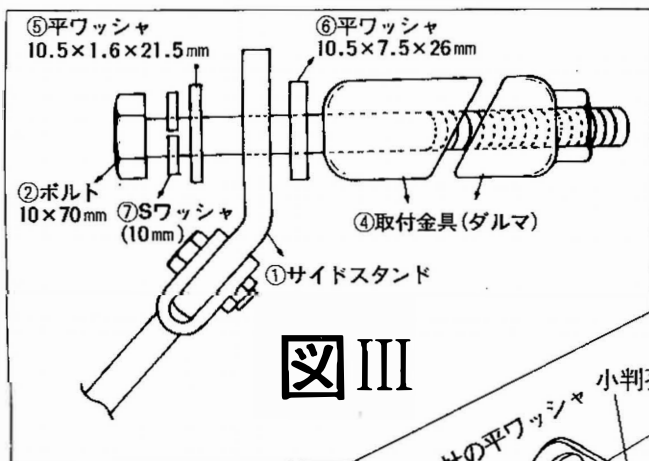 ⑤平ワッシャ
10.5×1.6×21.5mm
⑥平ワッシャ
10.5×7.5×26mm
②ボルト
10×70mm
⑦Sワッシャ
(10mm)
④取付金具(ダルマ)
①サイドスタンド
図III
の平ワッシャ
小判